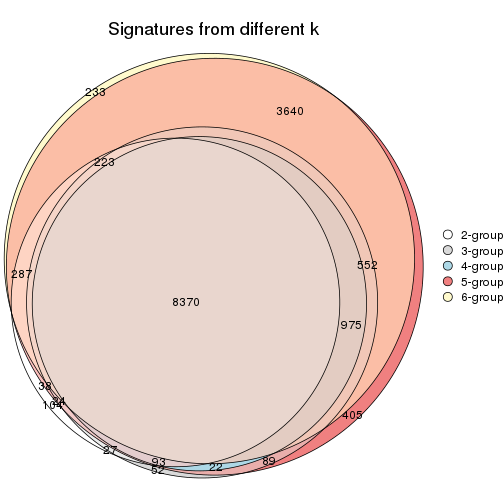 Signatures from different k
233
3640
223
2-group
3-group
4-group
5-group
6-group
552
287
8370
975
38
104
405
27
93
52
22
89